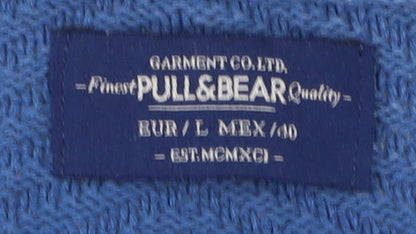 GARMENT CO. LTD.
Finest PULL&BEAR Quality
EUR / L MEX / 40
EST. MCMXCI